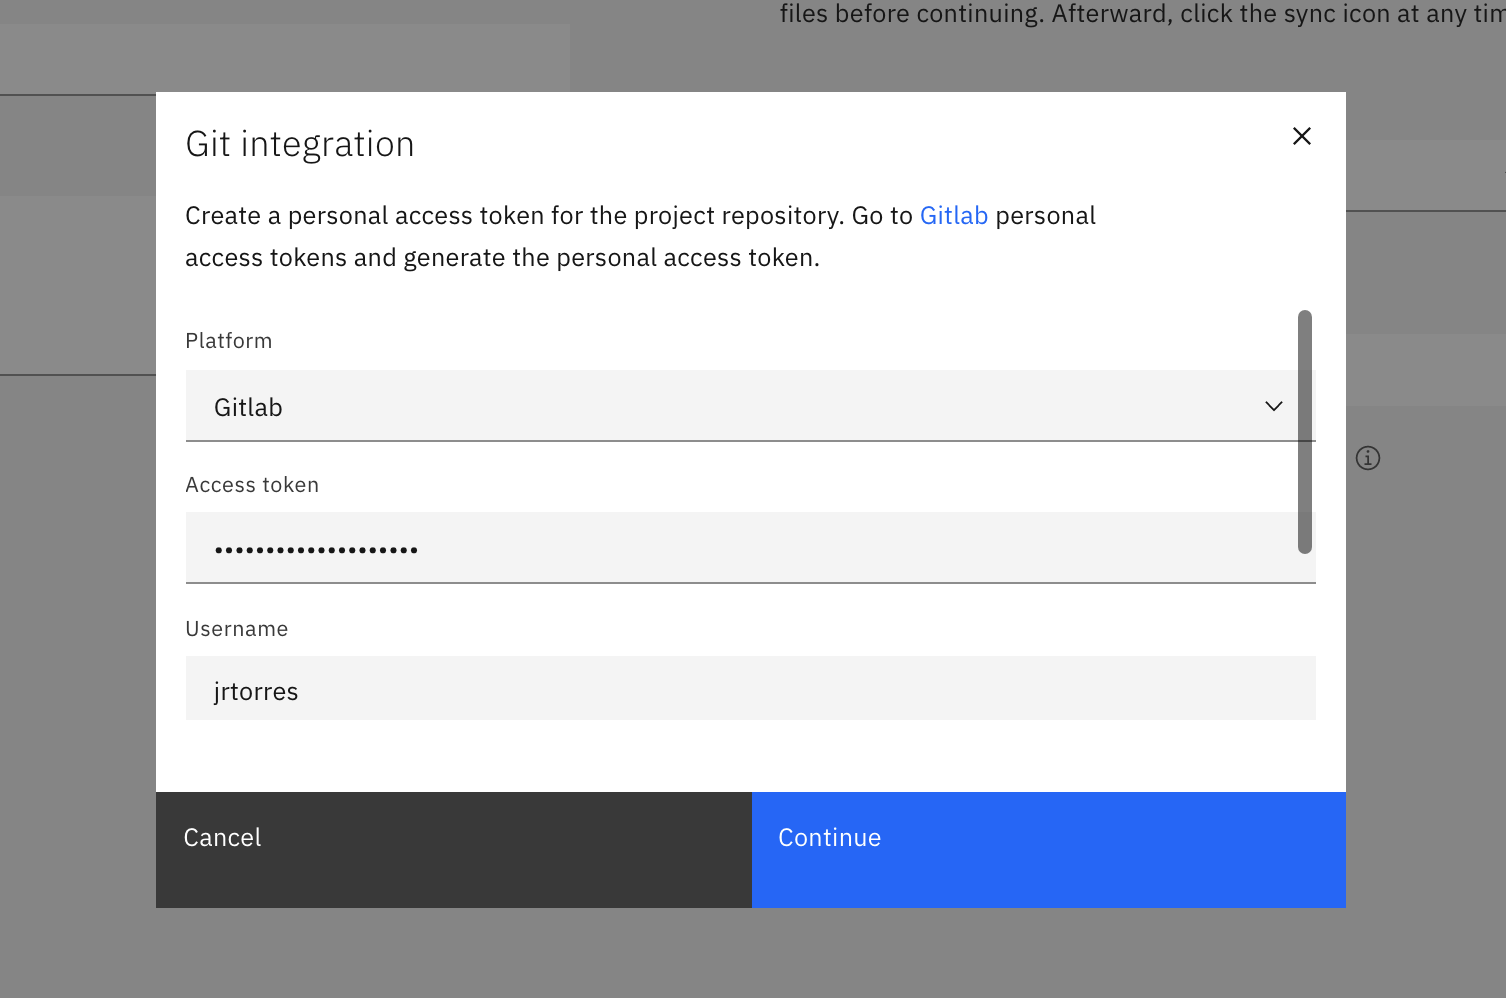 files before continuing. Afterward, click the sync icon at any
Git integration
Create a personal access token for the project repository. Go to Gitlab personal
access tokens and generate the personal access token.
Platform
Gitlab
Access token
••••••••••••••••••••
Username
jrtorres
Cancel
Continue